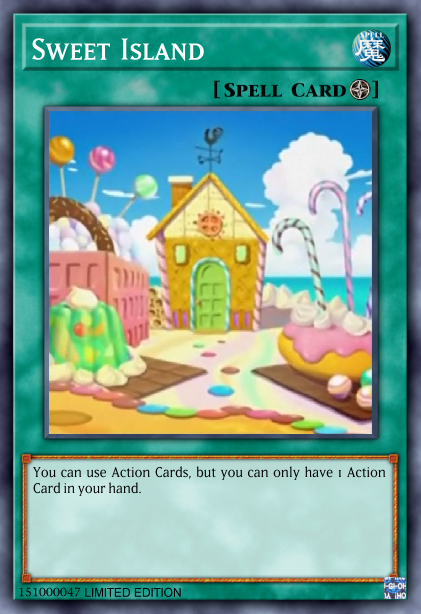 Sweet Island
SPELL
魔
[Spell Card]
You can use Action Cards, but you can only have 1 Action
Card in your hand.
151000047 LIMITED EDITION